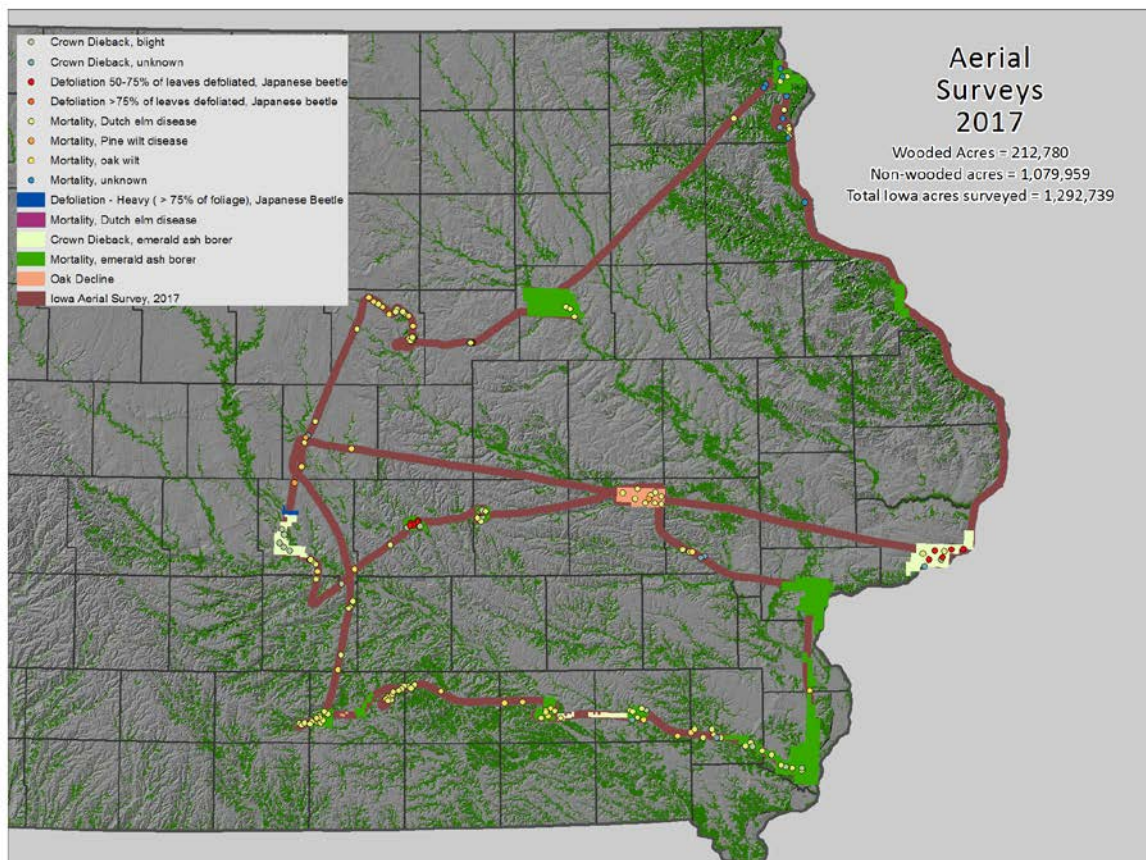 Crown Dieback, blight
Crown Dieback, unknown
Defoliation 50-75% of leaves defoliated, Japanese beetle
Defoliation >75% of leaves defoliated, Japanese beetle
Mortality, Dutch elm disease
Mortality, Pine wilt disease
Mortality, oak wilt
Mortality, unknown
Defoliation - Heavy ( > 75% of foliage), Japanese Beetle
Mortality, Dutch elm disease
Crown Dieback, emerald ash borer
Mortality, emerald ash borer
Oak Decline
Iowa Aerial Survey, 2017
Aerial
Surveys
2017
Wooded Acres = 212,780
Non-wooded acres = 1,079,959
Total Iowa acres surveyed = 1,292,739